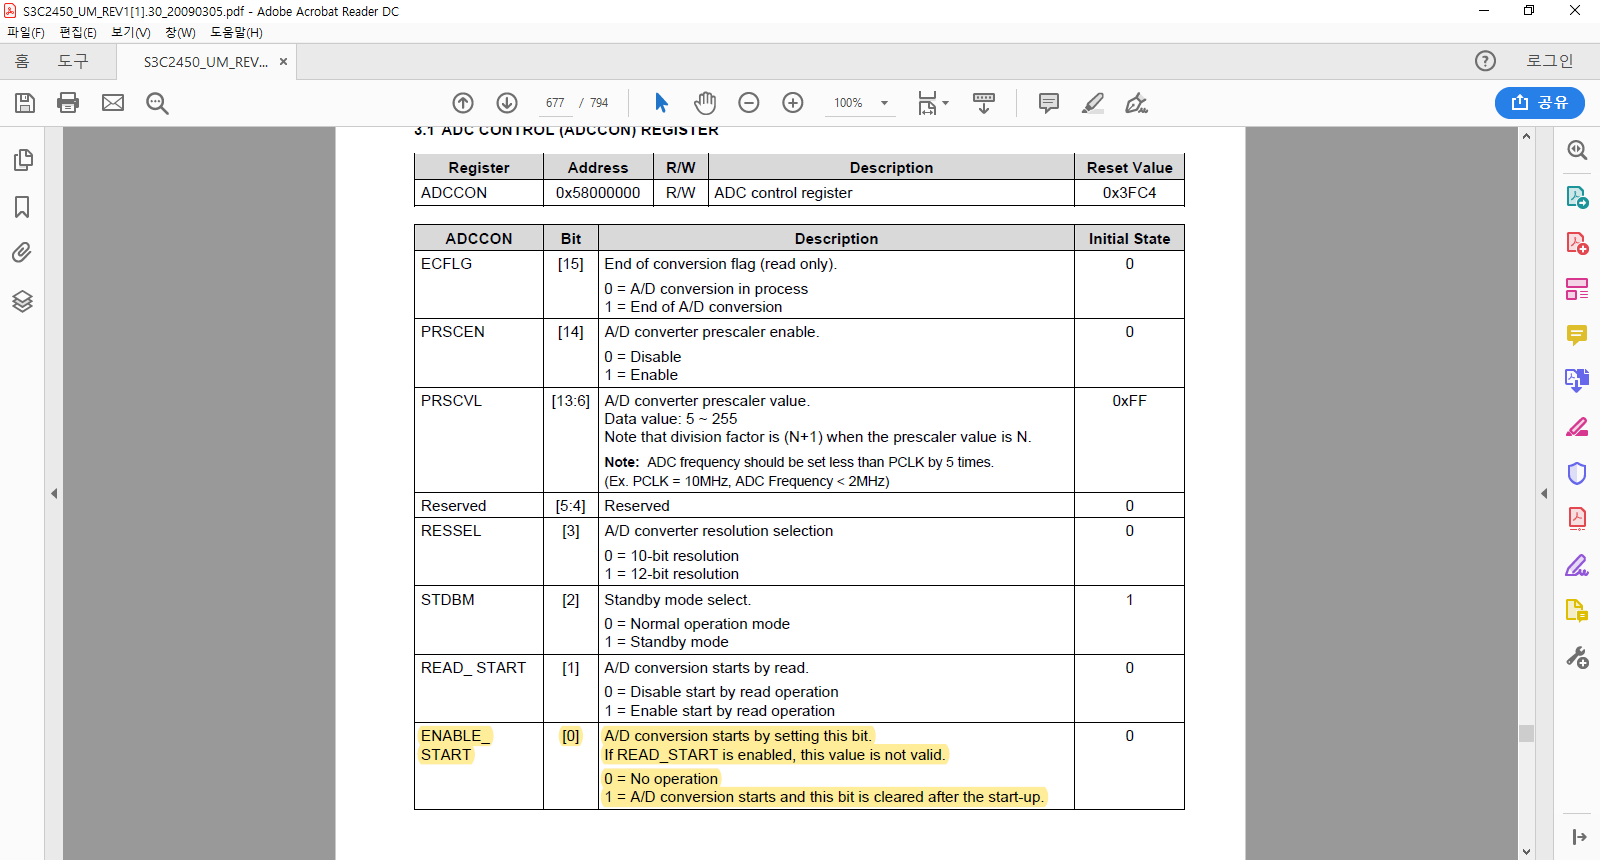 S3C2450_UM_REV1[1].30_20090305.pdf - Adobe Acrobat Reader DC
파일(F) 편집(E) 보기(V) 창(W) 도움말(H)
홈 도구 S3C2450_UM_REV... × ? 로그인
677 / 794 100% 공유
3.1 ADC CONTROL (ADCCON) REGISTER
Register Address R/W Description Reset Value
ADCCON 0x58000000 R/W ADC control register 0x3FC4
ADCCON Bit Description Initial State
ECFLG [15] End of conversion flag (read only). 0
0 = A/D conversion in process
1 = End of A/D conversion
PRSCEN [14] A/D converter prescaler enable. 0
0 = Disable
1 = Enable
PRSCVL [13:6] A/D converter prescaler value. 0xFF
Data value: 5 ~ 255
Note that division factor is (N+1) when the prescaler value is N.
Note: ADC frequency should be set less than PCLK by 5 times.
(Ex. PCLK = 10MHz, ADC Frequency < 2MHz)
Reserved [5:4] Reserved 0
RESSEL [3] A/D converter resolution selection 0
0 = 10-bit resolution
1 = 12-bit resolution
STDBM [2] Standby mode select. 1
0 = Normal operation mode
1 = Standby mode
READ_ START [1] A/D conversion starts by read. 0
0 = Disable start by read operation
1 = Enable start by read operation
ENABLE_ [0] A/D conversion starts by setting this bit. 0
START If READ_START is enabled, this value is not valid.
0 = No operation
1 = A/D conversion starts and this bit is cleared after the start-up.